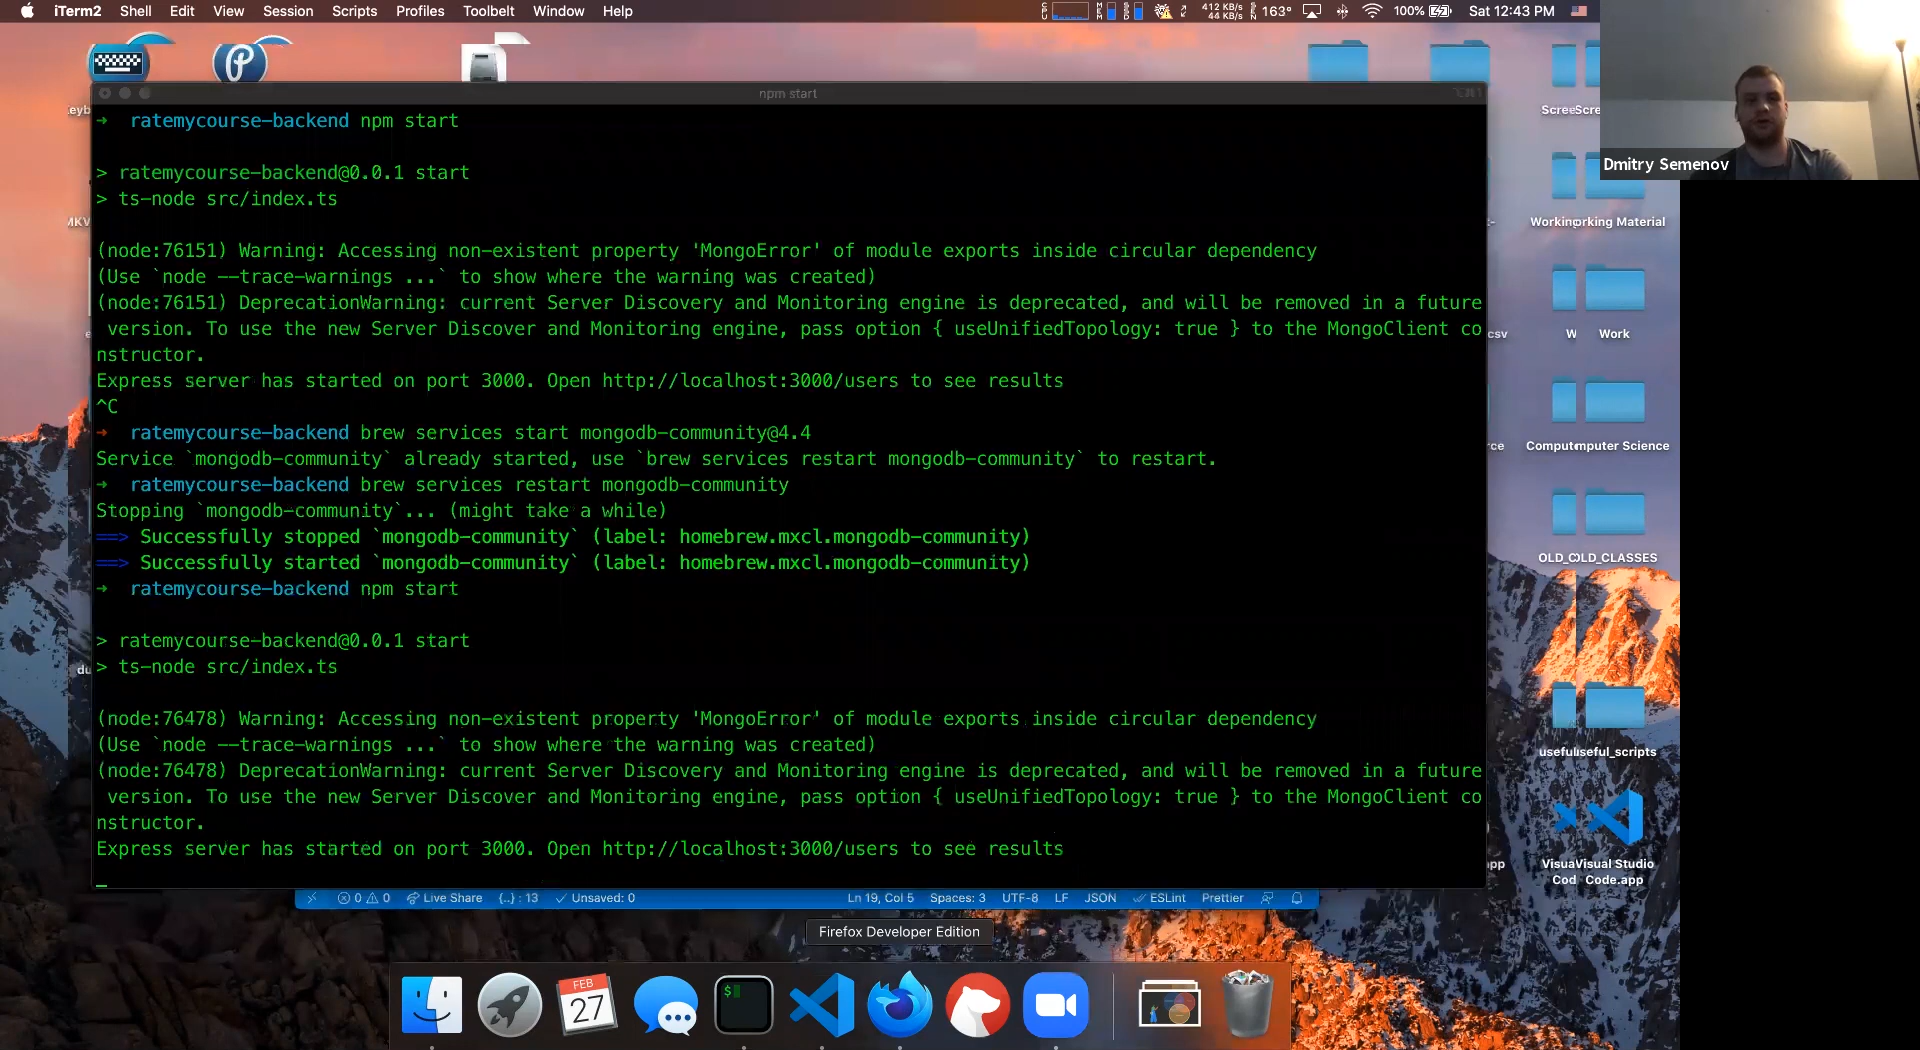 iTerm2 Shell Edit View Session Scripts Profiles Toolbelt Window Help
412 KB/s
44 KB/s
163° 100% Sat 12:43 PM
npm start
Dmitry Semenov
➜ ratemycourse-backend npm start
> ratemycourse-backend@0.0.1 start
> ts-node src/index.ts
(node:76151) Warning: Accessing non-existent property 'MongoError' of module exports inside circular dependency
(Use `node --trace-warnings ...` to show where the warning was created)
(node:76151) DeprecationWarning: current Server Discovery and Monitoring engine is deprecated, and will be removed in a future
version. To use the new Server Discover and Monitoring engine, pass option { useUnifiedTopology: true } to the MongoClient co
nstructor.
Express server has started on port 3000. Open http://localhost:3000/users to see results
^C
➜ ratemycourse-backend brew services start mongodb-community@4.4
Service `mongodb-community` already started, use `brew services restart mongodb-community` to restart.
➜ ratemycourse-backend brew services restart mongodb-community
Stopping `mongodb-community`... (might take a while)
==> Successfully stopped `mongodb-community` (label: homebrew.mxcl.mongodb-community)
==> Successfully started `mongodb-community` (label: homebrew.mxcl.mongodb-community)
➜ ratemycourse-backend npm start
> ratemycourse-backend@0.0.1 start
> ts-node src/index.ts
(node:76478) Warning: Accessing non-existent property 'MongoError' of module exports inside circular dependency
(Use `node --trace-warnings ...` to show where the warning was created)
(node:76478) DeprecationWarning: current Server Discovery and Monitoring engine is deprecated, and will be removed in a future
version. To use the new Server Discover and Monitoring engine, pass option { useUnifiedTopology: true } to the MongoClient co
nstructor.
Express server has started on port 3000. Open http://localhost:3000/users to see results
Working Material
csv
Work
Computer Science
OLD_CLASSES
useful_scripts
Visual Studio
Code.app
0 0 Live Share {..} : 13 Unsaved: 0 Ln 19, Col 5 Spaces: 3 UTF-8 LF JSON ESLint Prettier
Firefox Developer Edition
FEB
27